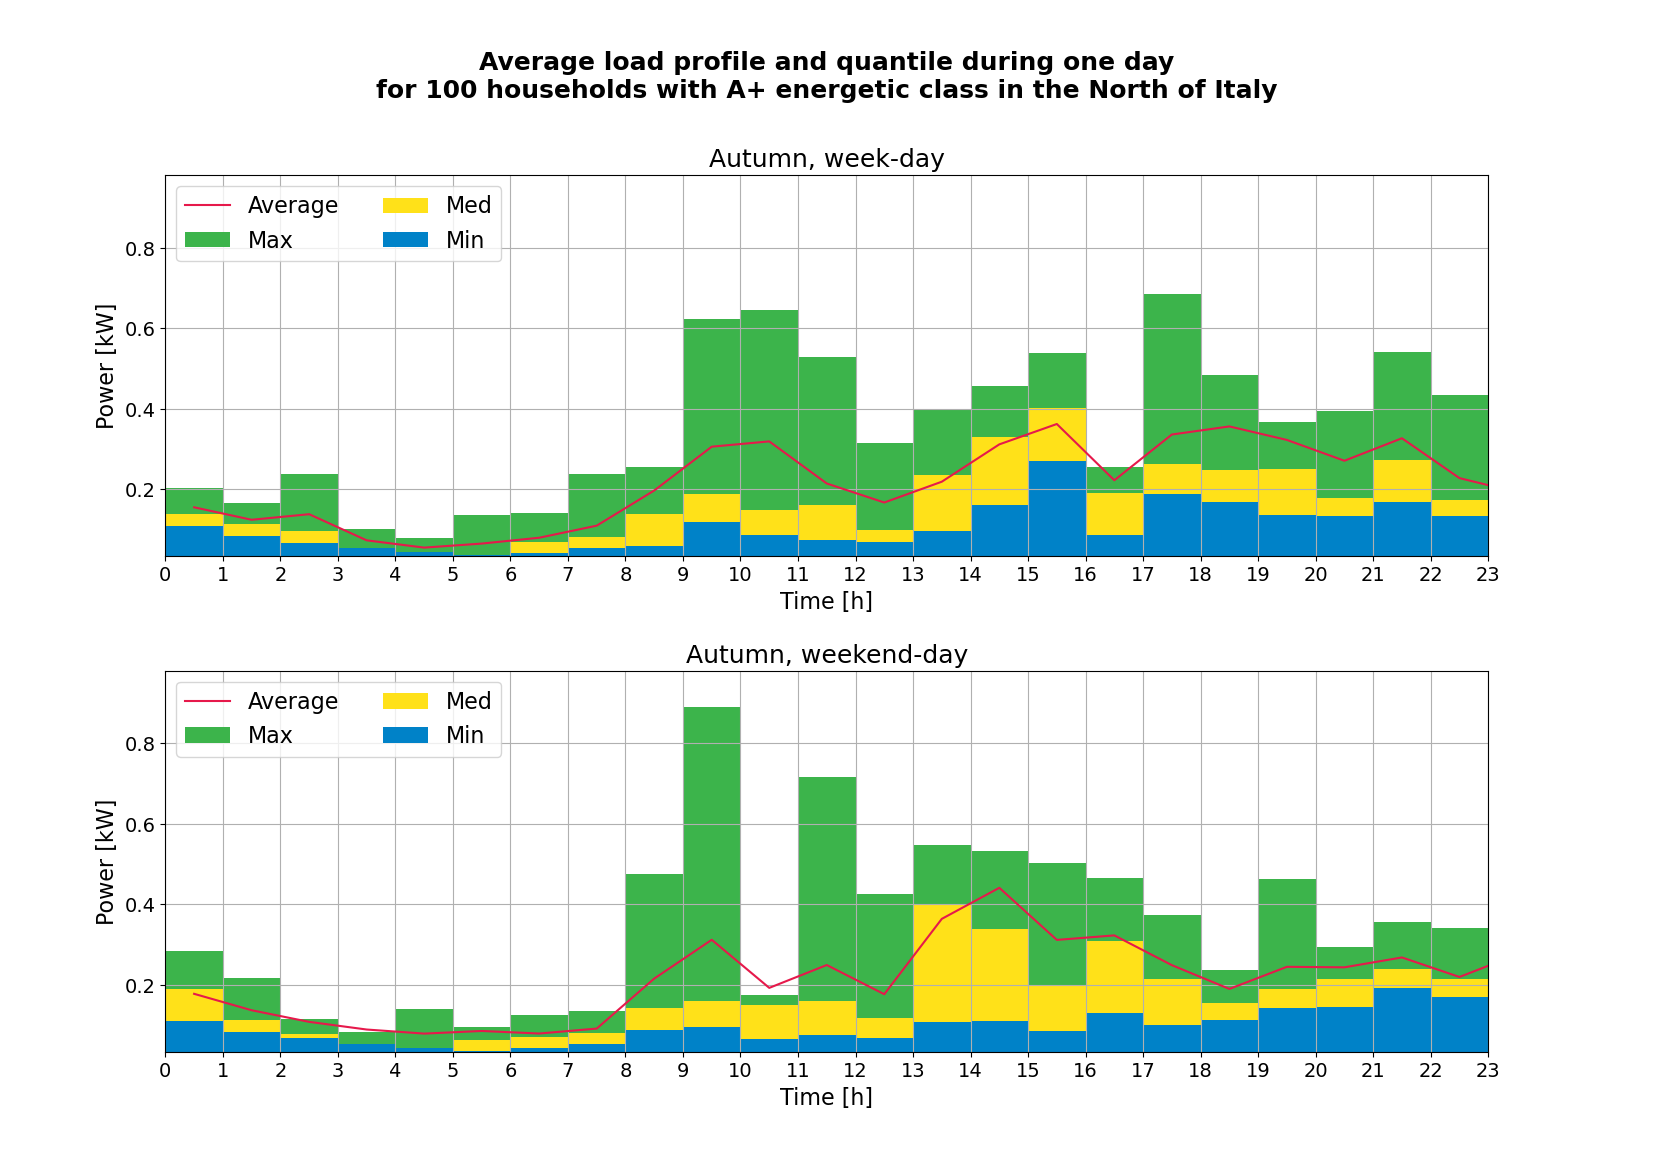 Average load profile and quantile during one day
for 100 households with A+ energetic class in the North of Italy
Autumn, week-day
Average Med
Max Min
0.8
0.6
0.4
0.2
Power [kW]
0 1 2 3 4 5 6 7 8 9 10 11 12 13 14 15 16 17 18 19 20 21 22 23
Time [h]
Autumn, weekend-day
Average Med
Max Min
0.8
0.6
0.4
0.2
Power [kW]
0 1 2 3 4 5 6 7 8 9 10 11 12 13 14 15 16 17 18 19 20 21 22 23
Time [h]